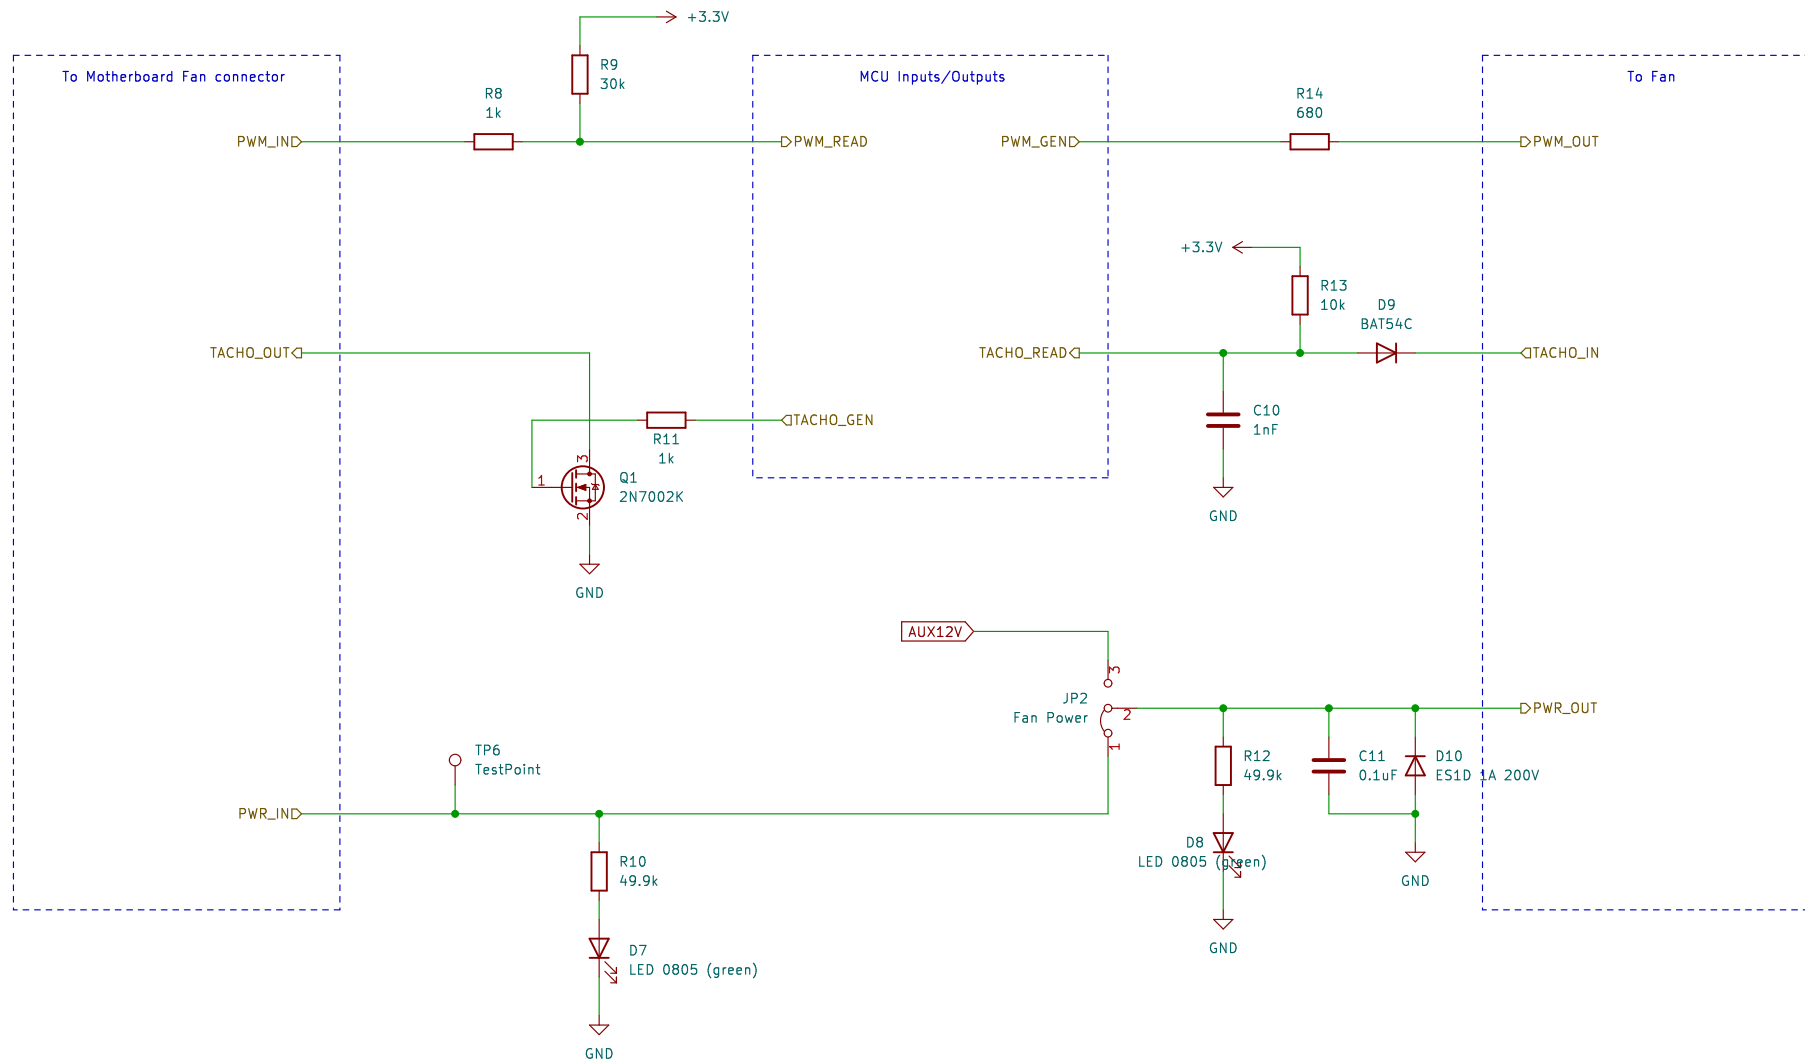 +3.3V
To Motherboard Fan connector
MCU Inputs/Outputs
To Fan
R9
30k
R8
1k
R14
680
PWM_IN
PWM_READ
PWM_GEN
PWM_OUT
+3.3V
R13
10k
D9
BAT54C
TACHO_OUT
TACHO_READ
TACHO_IN
TACHO_GEN
R11
1k
C10
1nF
3
1
Q1
2N7002K
2
GND
GND
AUX12V
3
JP2
Fan Power
2
1
PWR_OUT
TP6
TestPoint
R12
49.9k
C11
0.1uF
D10
ES1D 1A 200V
PWR_IN
D8
LED 0805 (green)
R10
49.9k
GND
GND
D7
LED 0805 (green)
GND